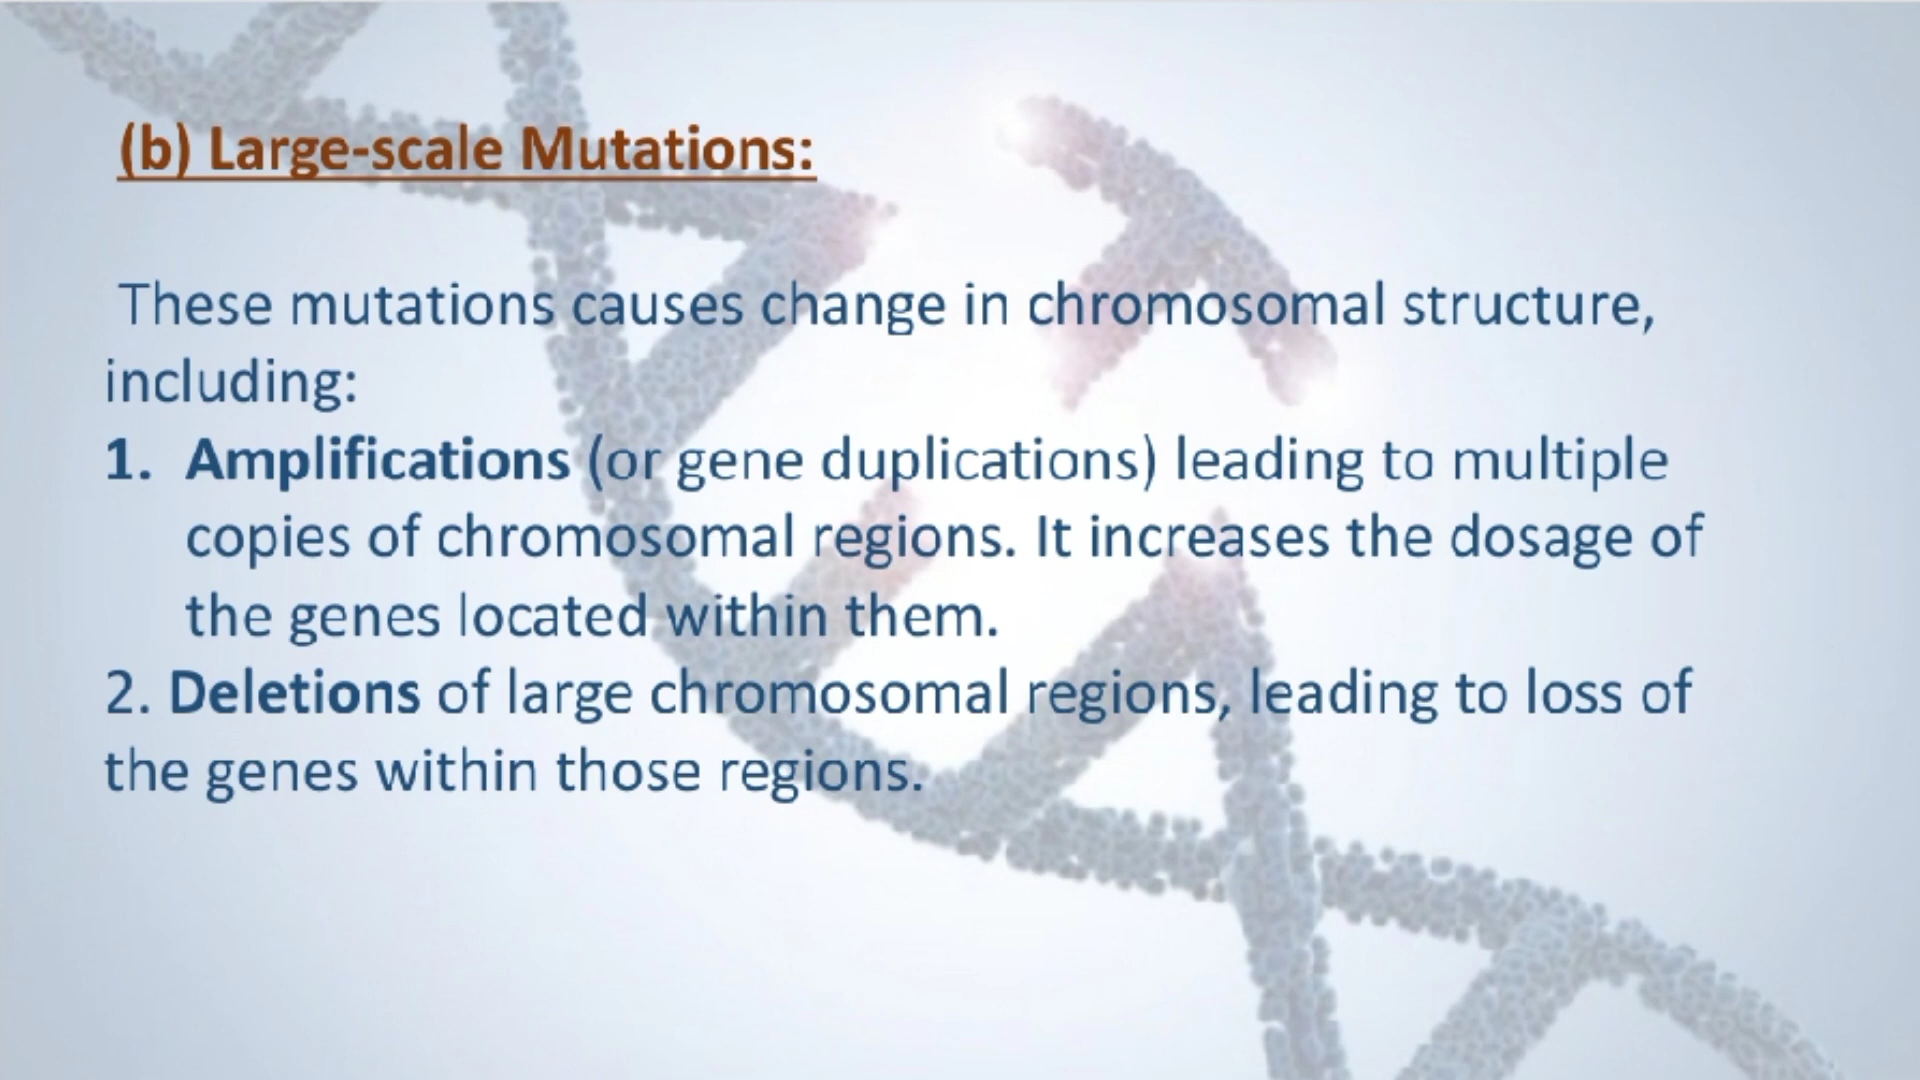 (b) Large-scale Mutations:
These mutations causes change in chromosomal structure,
including:
1. Amplifications (or gene duplications) leading to multiple
copies of chromosomal regions. It increases the dosage of
the genes located within them.
2. Deletions of large chromosomal regions, leading to loss of
the genes within those regions.